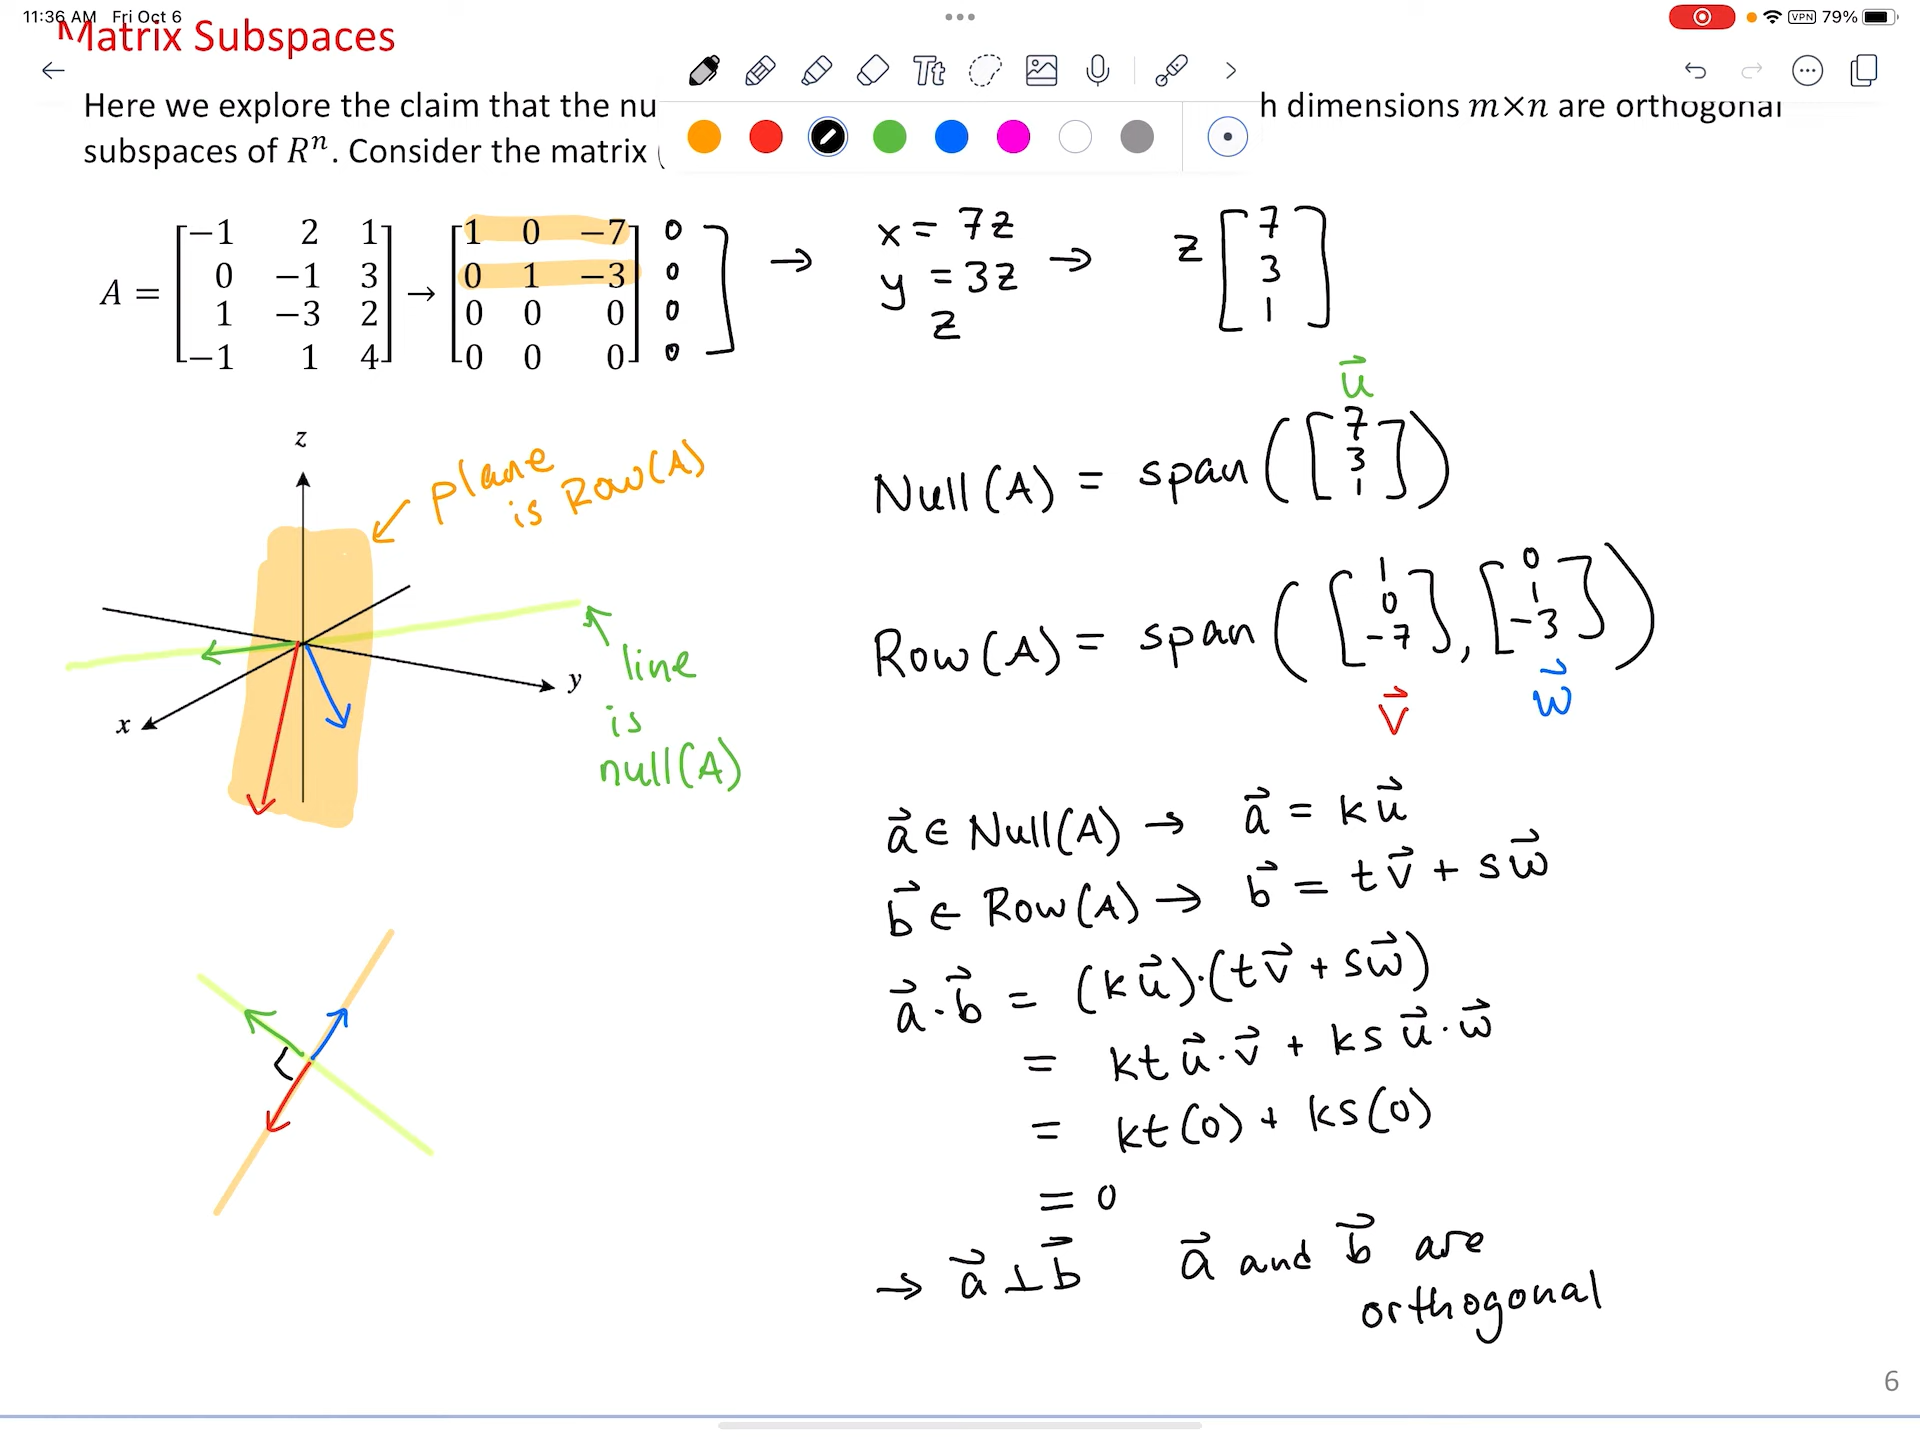 11:36 AM Fri Oct 6
VPN 79%
Matrix Subspaces
Tt
Here we explore the claim that the nu
h dimensions m×n are orthogonal
subspaces of Rⁿ. Consider the matrix (
A = [−1 2 1; 0 −1 3; 1 −3 2; −1 1 4] → [1 0 −7; 0 1 −3; 0 0 0; 0 0 0] 0 0 0 0 ] →
x = 7z
y = 3z →
z
z [7 3 1]
z
x
y
plane
is Row(A)
line
is
null(A)
u⃗
Null(A) = span([7 3 1])
Row(A) = span([1 0 -7], [0 1 -3])
v⃗ w⃗
a⃗ ∈ Null(A) → a⃗ = ku⃗
b⃗ ∈ Row(A) → b⃗ = tv⃗ + sw⃗
a⃗·b⃗ = (ku⃗)·(tv⃗ + sw⃗)
= kt u⃗·v⃗ + ks u⃗·w⃗
= kt(0) + ks(0)
= 0
→ a⃗ ⊥ b⃗ a⃗ and b⃗ are
orthogonal
6